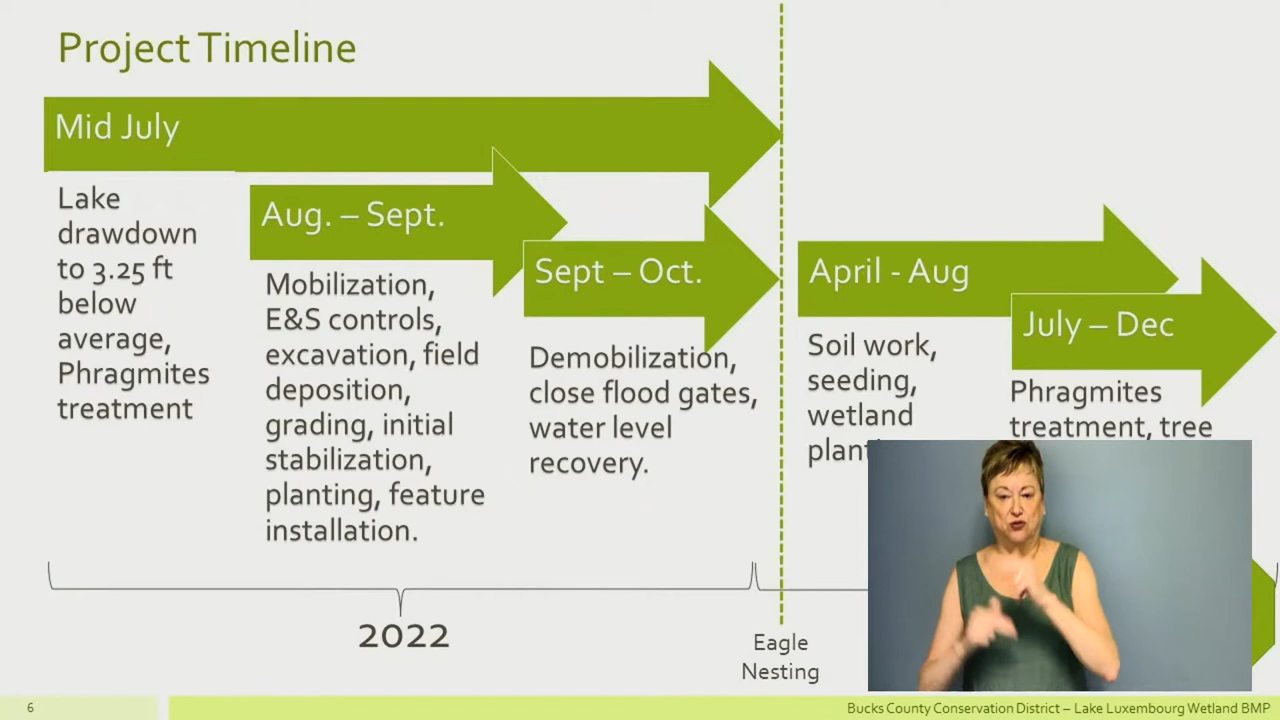 Project Timeline
Mid July
Lake
drawdown
to 3.25 ft
below
average,
Phragmites
treatment
Aug. – Sept.
Mobilization,
E&S controls,
excavation, field
deposition,
grading, initial
stabilization,
planting, feature
installation.
Sept – Oct.
Demobilization,
close flood gates,
water level
recovery.
April - Aug
Soil work,
seeding,
wetland
July – Dec
Phragmites
treatment, tree
2022
Eagle
Nesting
6
Bucks County Conservation District – Lake Luxembourg Wetland BMP